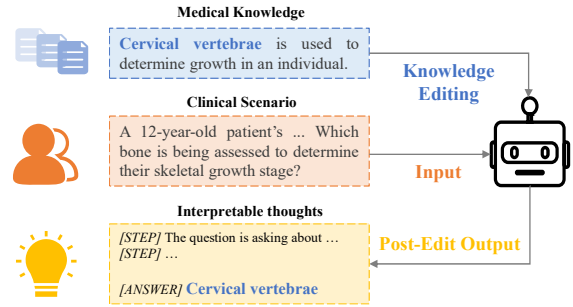 Medical Knowledge
Cervical vertebrae is used to
determine growth in an individual.
Knowledge
Editing
Clinical Scenario
A 12-year-old patient's ... Which
bone is being assessed to determine
their skeletal growth stage?
Input
Interpretable thoughts
[STEP] The question is asking about ...
[STEP] ...
[ANSWER] Cervical vertebrae
Post-Edit Output